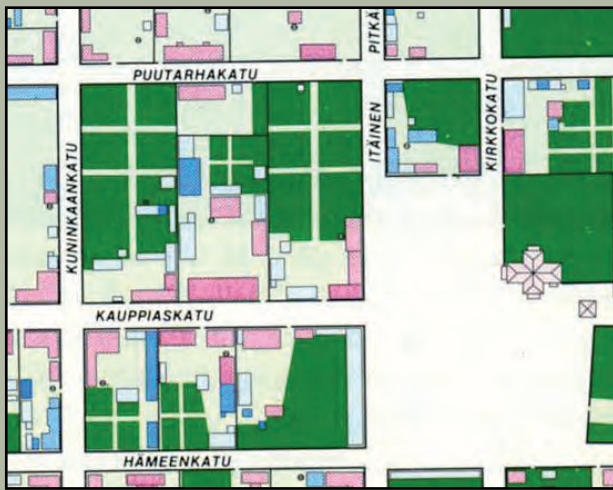 PUUTARHAKATU
PITKÄ
ITÄINEN
KIRKKOKATU
KUNINKAANKATU
KAUPPIASKATU
HÄMEENKATU